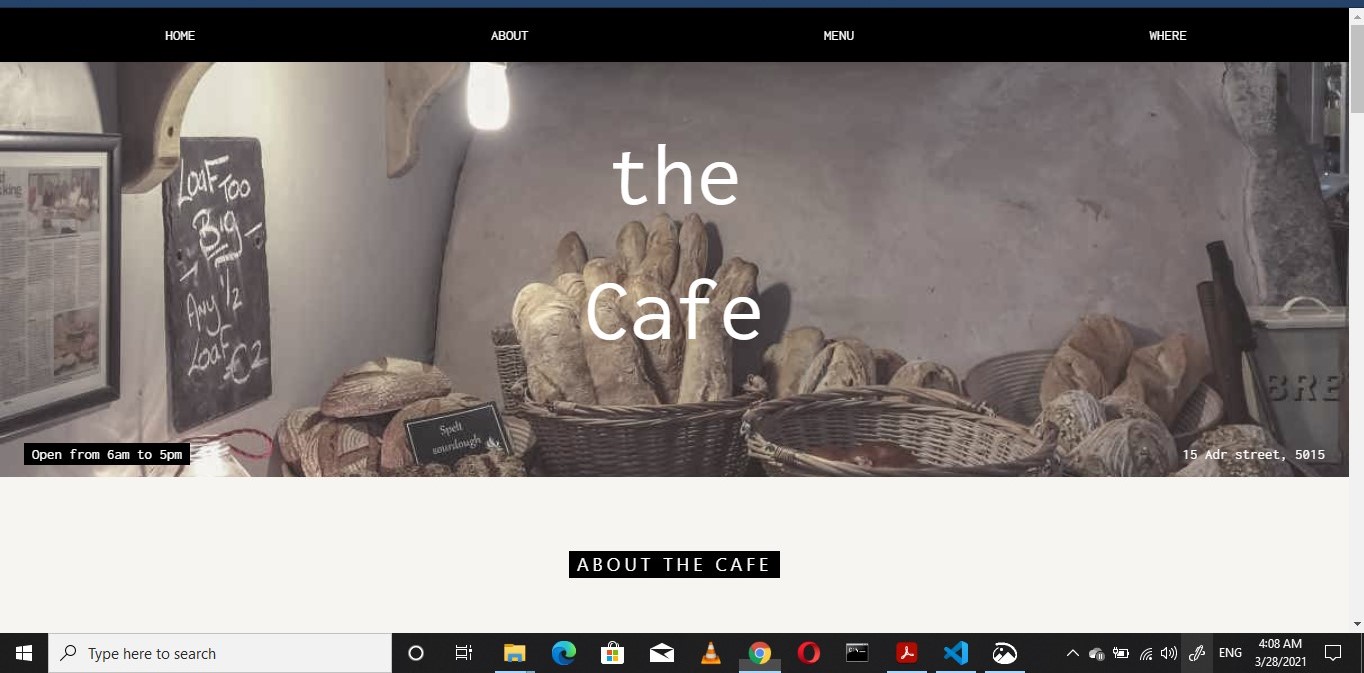 HOME ABOUT MENU WHERE
the
Cafe
LOAF TOO
BIG
ANY 1/2
LOAF €2
Spelt
sourdough
BRE
Open from 6am to 5pm
15 Adr street, 5015
ABOUT THE CAFE
Type here to search
ENG
4:08 AM
3/28/2021